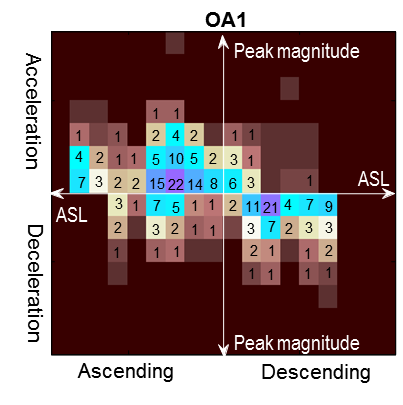 OA1
Peak magnitude
Acceleration
1 1
1 1 2 4 2 1 1
4 2 1 1 5 10 5 2 3 1
7 3 2 2 15 22 14 8 6 3 1
ASL
ASL
3 1 7 5 1 1 2 11 21 4 7 9
2 3 2 1 1 3 7 2 3 3
1 1 1 2 1 1 2
1 1 1 1
Deceleration
Peak magnitude
Ascending Descending